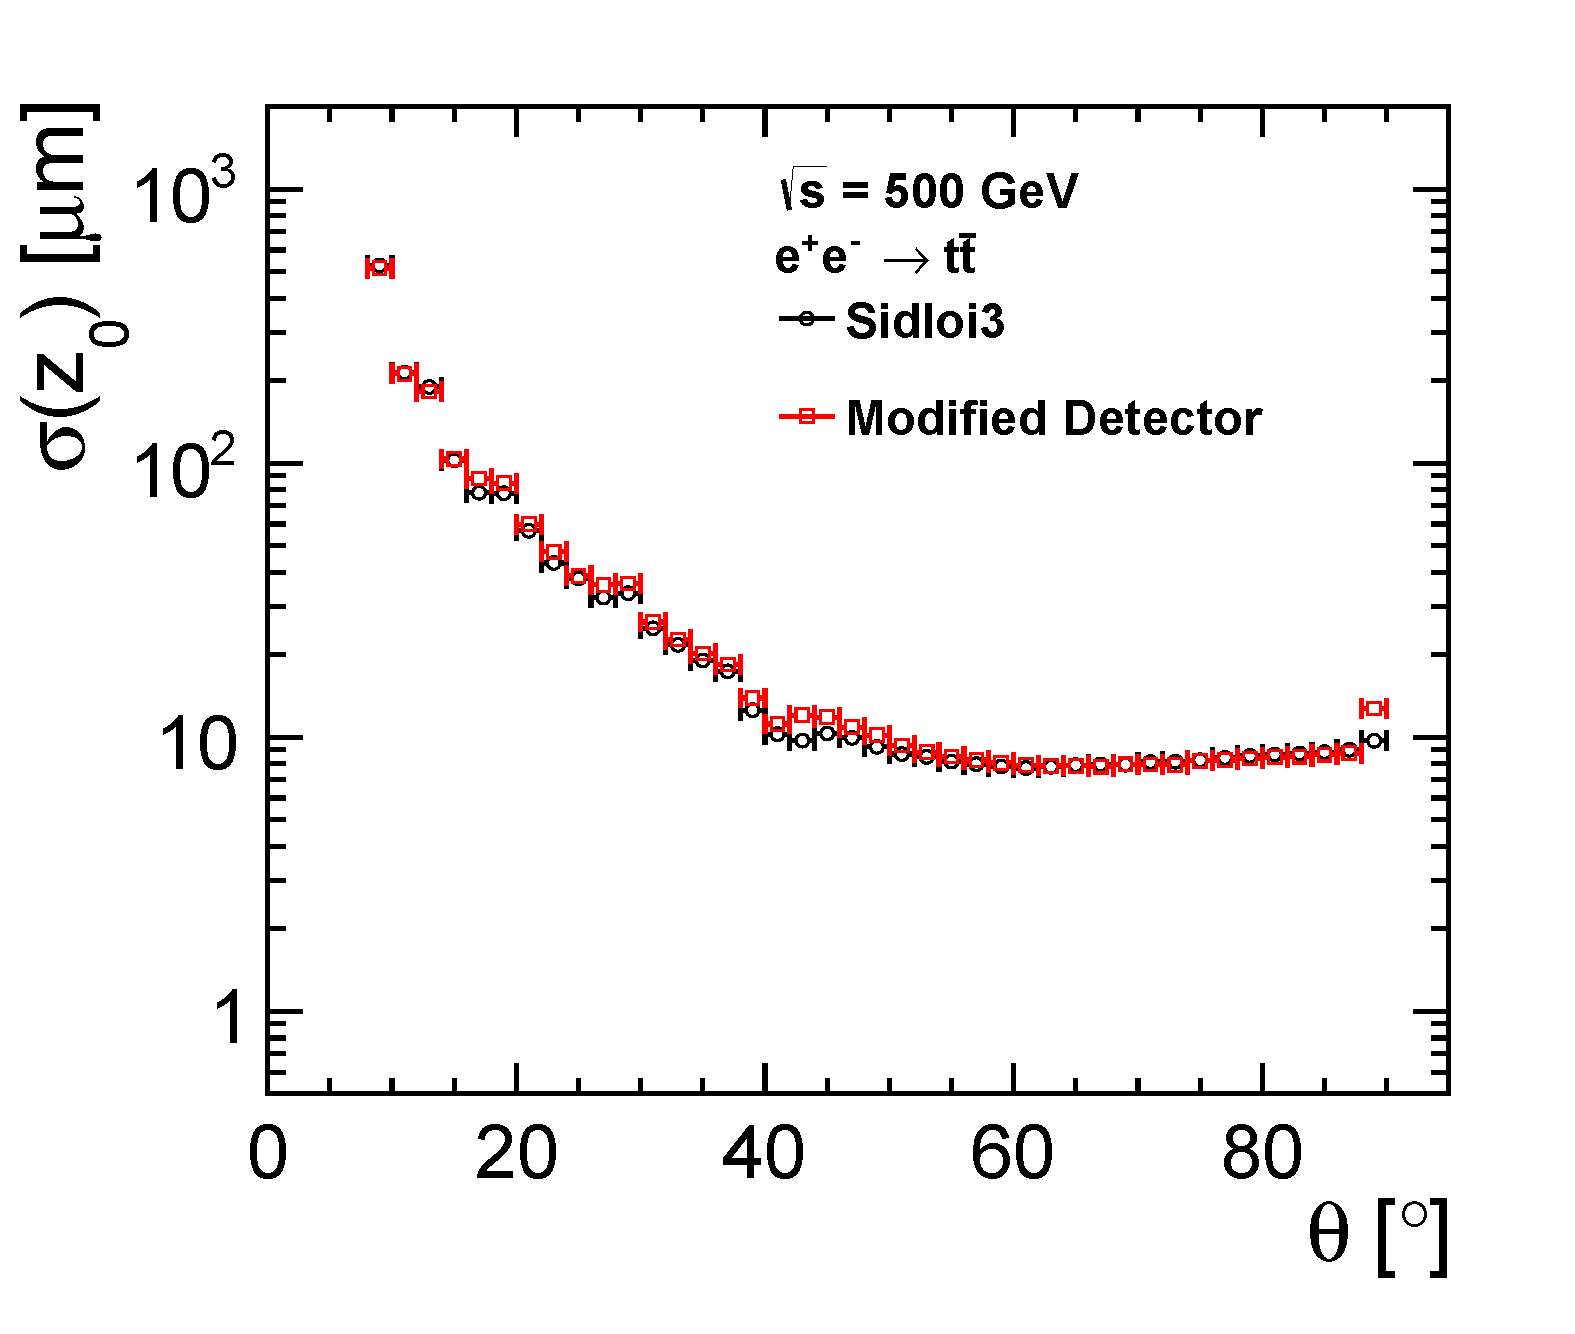 σ(z₀) [μm]
10³
10²
10
1
√s = 500 GeV
e⁺e⁻ → tt̄
Sidloi3
Modified Detector
0 20 40 60 80
θ [°]